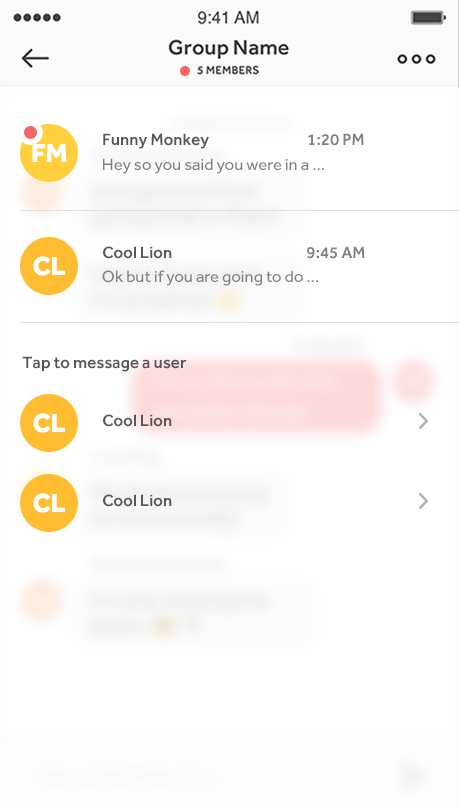 9:41 AM
Group Name
5 MEMBERS
FM
Funny Monkey 1:20 PM
Hey so you said you were in a ...
CL
Cool Lion 9:45 AM
Ok but if you are going to do ...
Tap to message a user
CL
Cool Lion
CL
Cool Lion